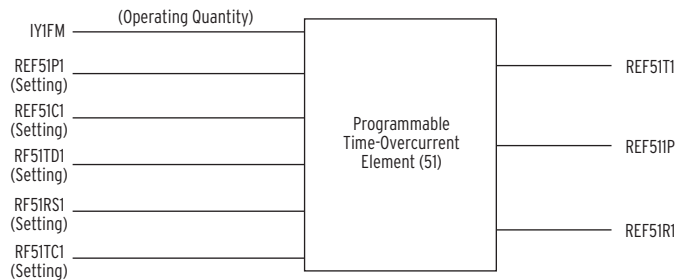 (Operating Quantity)
IY1FM
REF51P1
(Setting)
REF51C1
(Setting)
RF51TD1
(Setting)
RF51RS1
(Setting)
RF51TC1
(Setting)
Programmable
Time-Overcurrent
Element (51)
REF51T1
REF511P
REF51R1